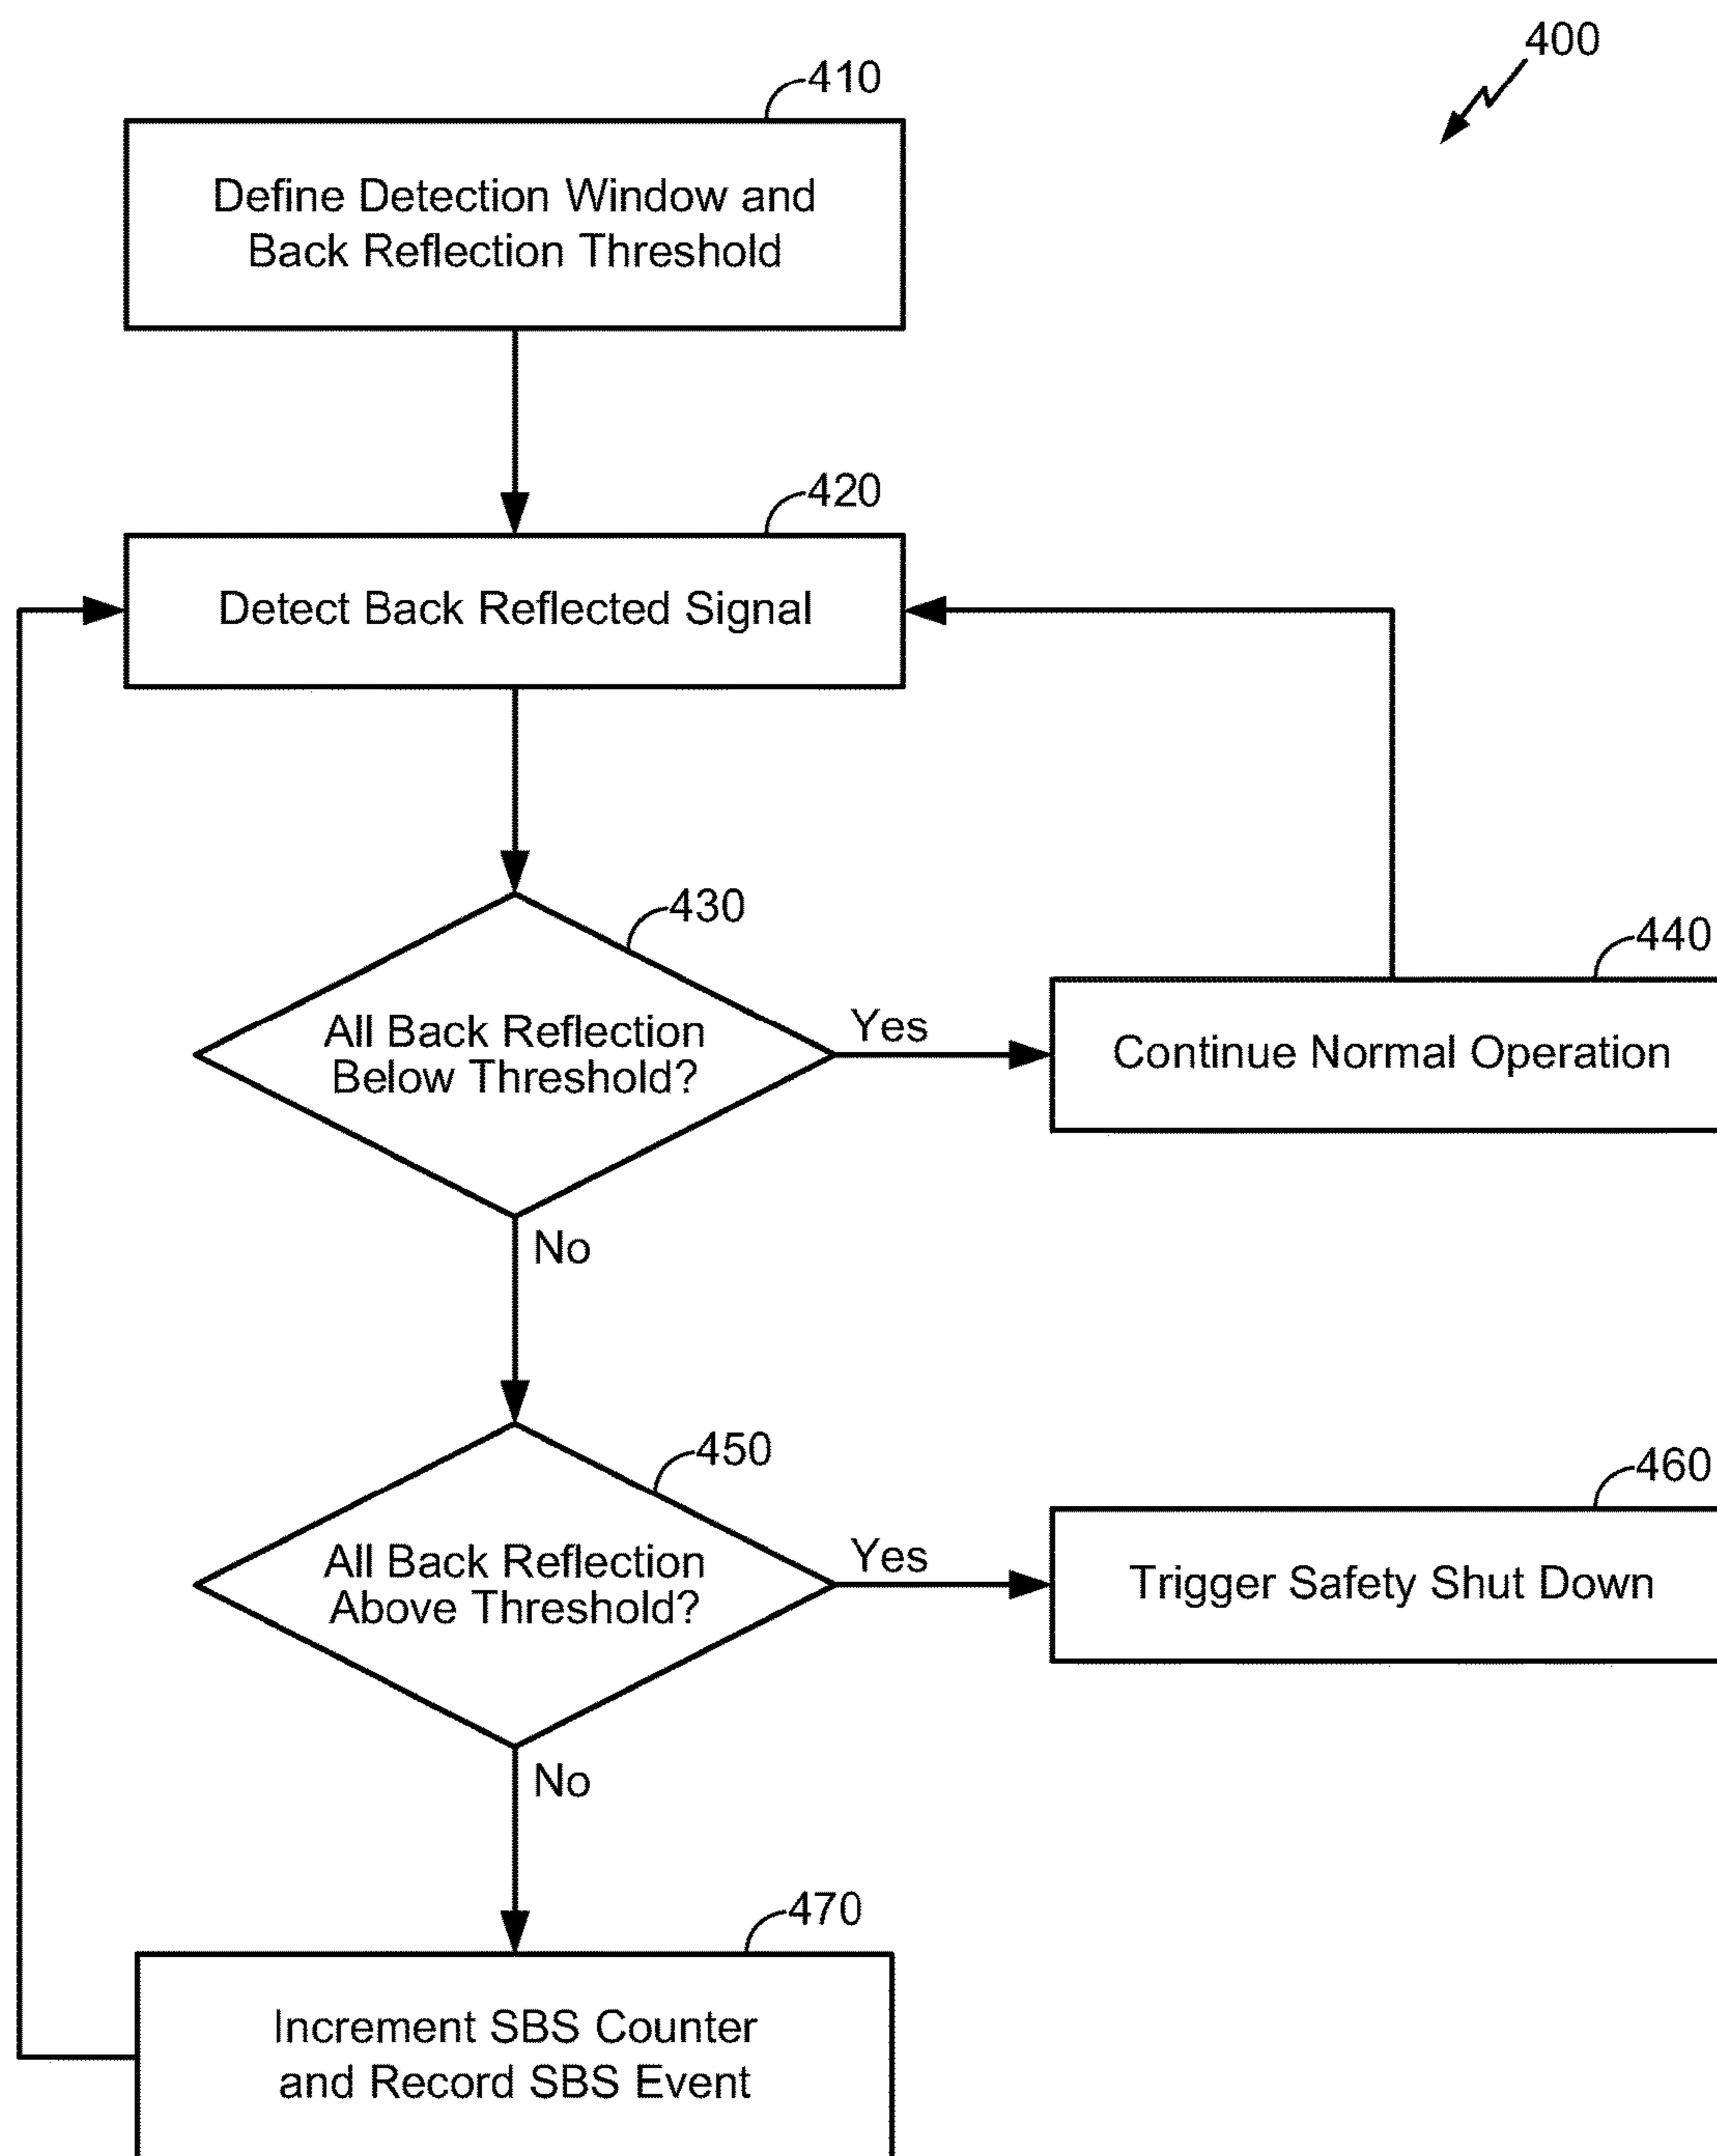 400
410
Define Detection Window and
Back Reflection Threshold
420
Detect Back Reflected Signal
430
All Back Reflection
Below Threshold?
Yes
440
Continue Normal Operation
No
450
All Back Reflection
Above Threshold?
Yes
460
Trigger Safety Shut Down
No
470
Increment SBS Counter
and Record SBS Event